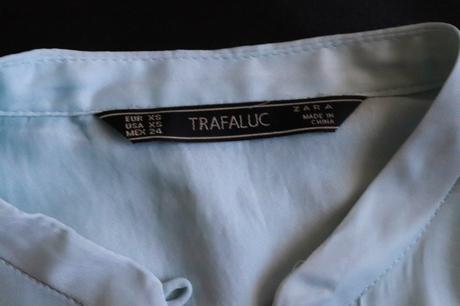 EUR XS
USA XS
MEX 24
TRAFALUC
ZARA
MADE IN
CHINA